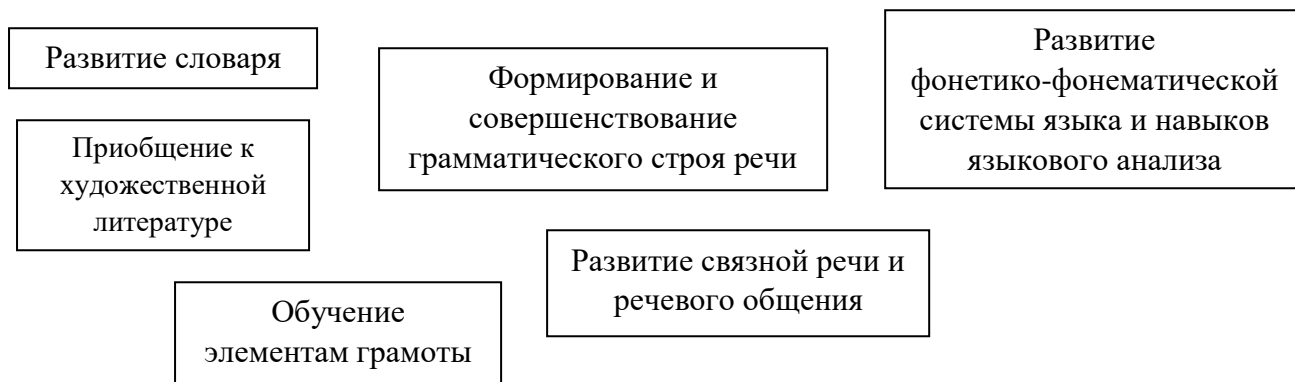 Развитие словаря
Приобщение к
художественной
литературе
Формирование и
совершенствование
грамматического строя речи
Развитие
фонетико-фонематической
системы языка и навыков
языкового анализа
Обучение
элементам грамоты
Развитие связной речи и
речевого общения